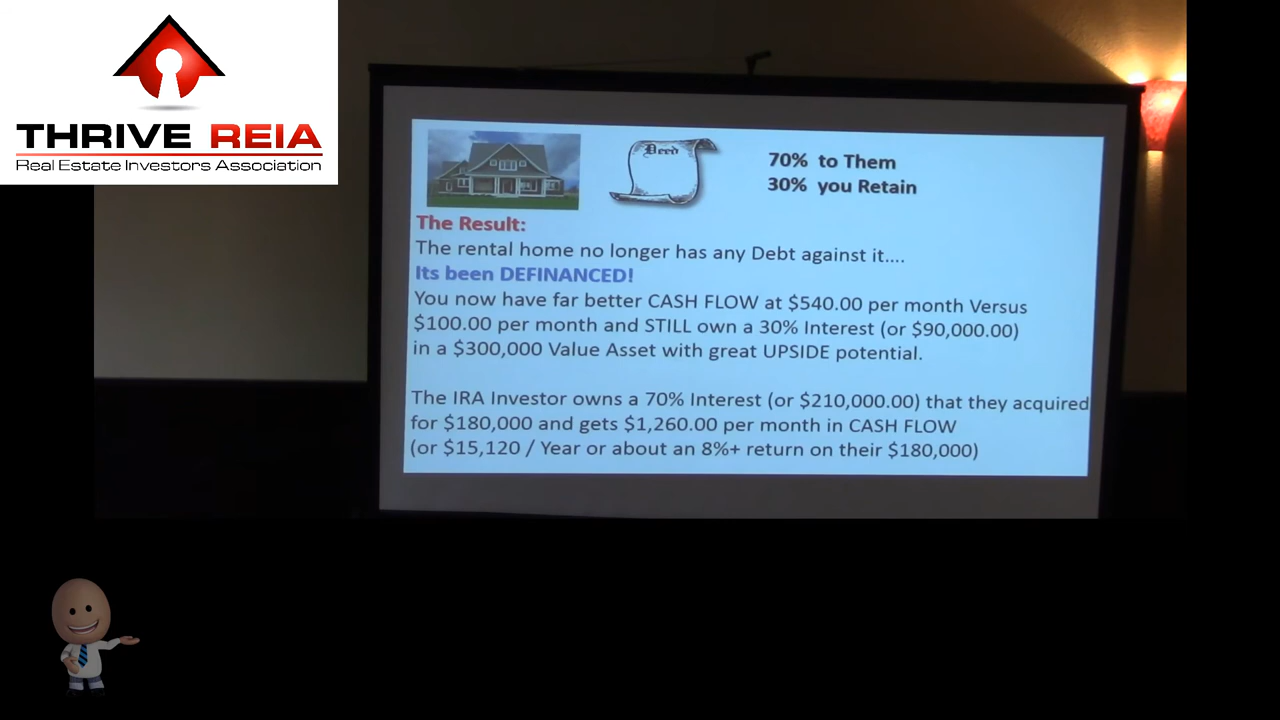 THRIVE REIA
Real Estate Investors Association
Deed
70% to Them
30% you Retain
The Result:
The rental home no longer has any Debt against it....
Its been DEFINANCED!
You now have far better CASH FLOW at $540.00 per month Versus
$100.00 per month and STILL own a 30% Interest (or $90,000.00)
in a $300,000 Value Asset with great UPSIDE potential.
The IRA Investor owns a 70% Interest (or $210,000.00) that they acquired
for $180,000 and gets $1,260.00 per month in CASH FLOW
(or $15,120 / Year or about an 8%+ return on their $180,000)